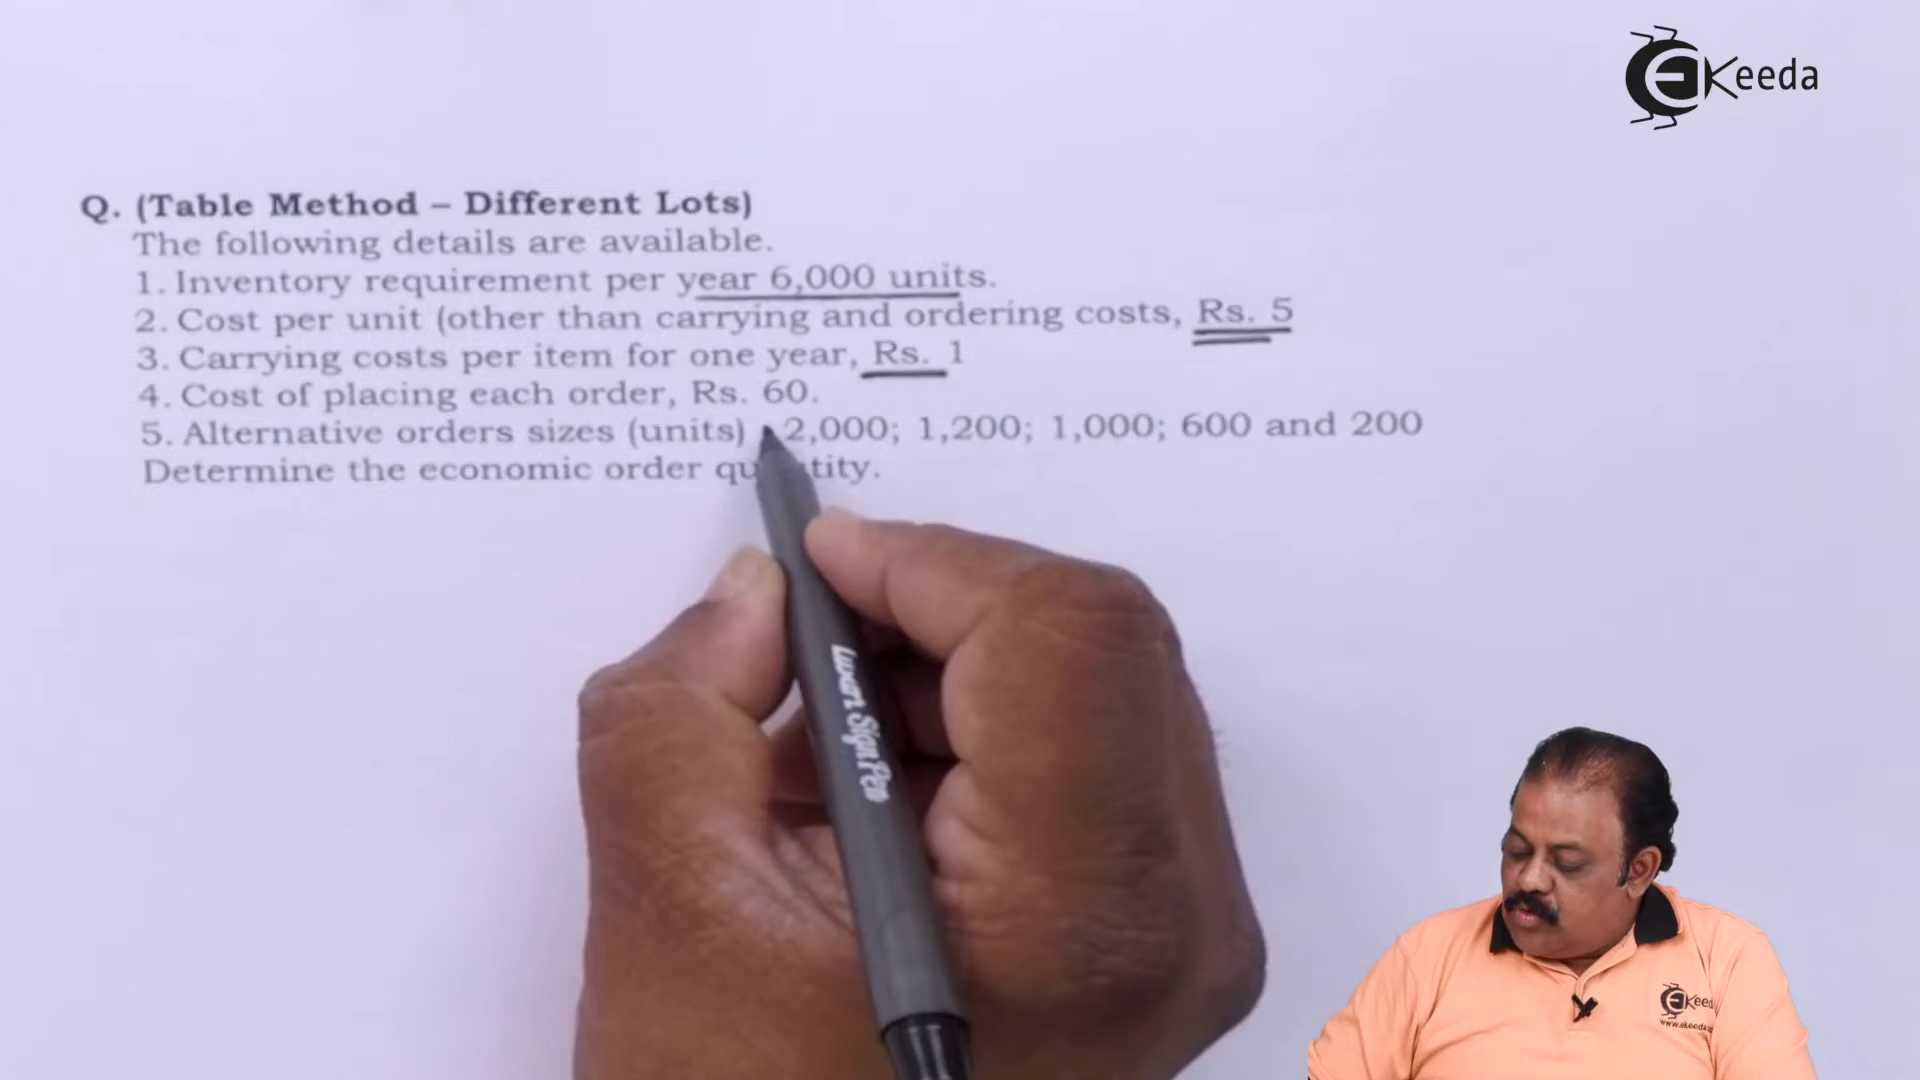 eKeeda
Q. (Table Method – Different Lots)
The following details are available.
1. Inventory requirement per year 6,000 units.
2. Cost per unit (other than carrying and ordering costs, Rs. 5
3. Carrying costs per item for one year, Rs. 1
4. Cost of placing each order, Rs. 60.
5. Alternative orders sizes (units) 2,000; 1,200; 1,000; 600 and 200
Determine the economic order
Luxor Sign Pen